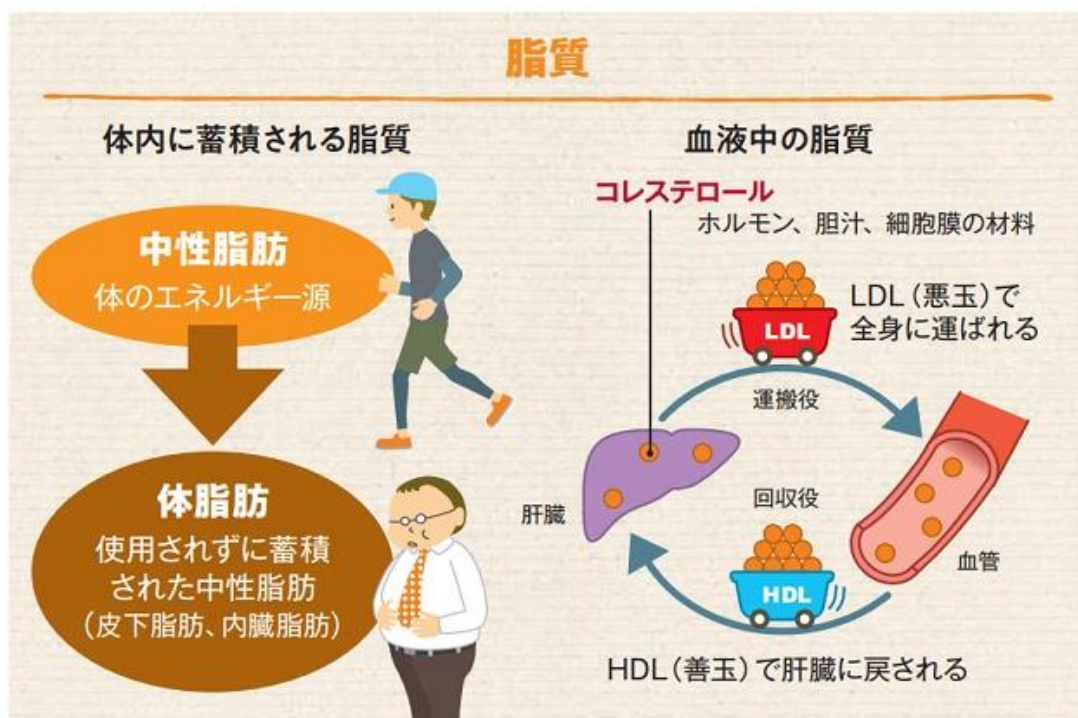 脂質
体内に蓄積される脂質
中性脂肪
体のエネルギー源
体脂肪
使用されずに蓄積
された中性脂肪
(皮下脂肪、内臓脂肪)
血液中の脂質
コレステロール
ホルモン、胆汁、細胞膜の材料
LDL(悪玉)で
全身に運ばれる
LDL
運搬役
肝臓
回収役
血管
HDL
HDL(善玉)で肝臓に戻される